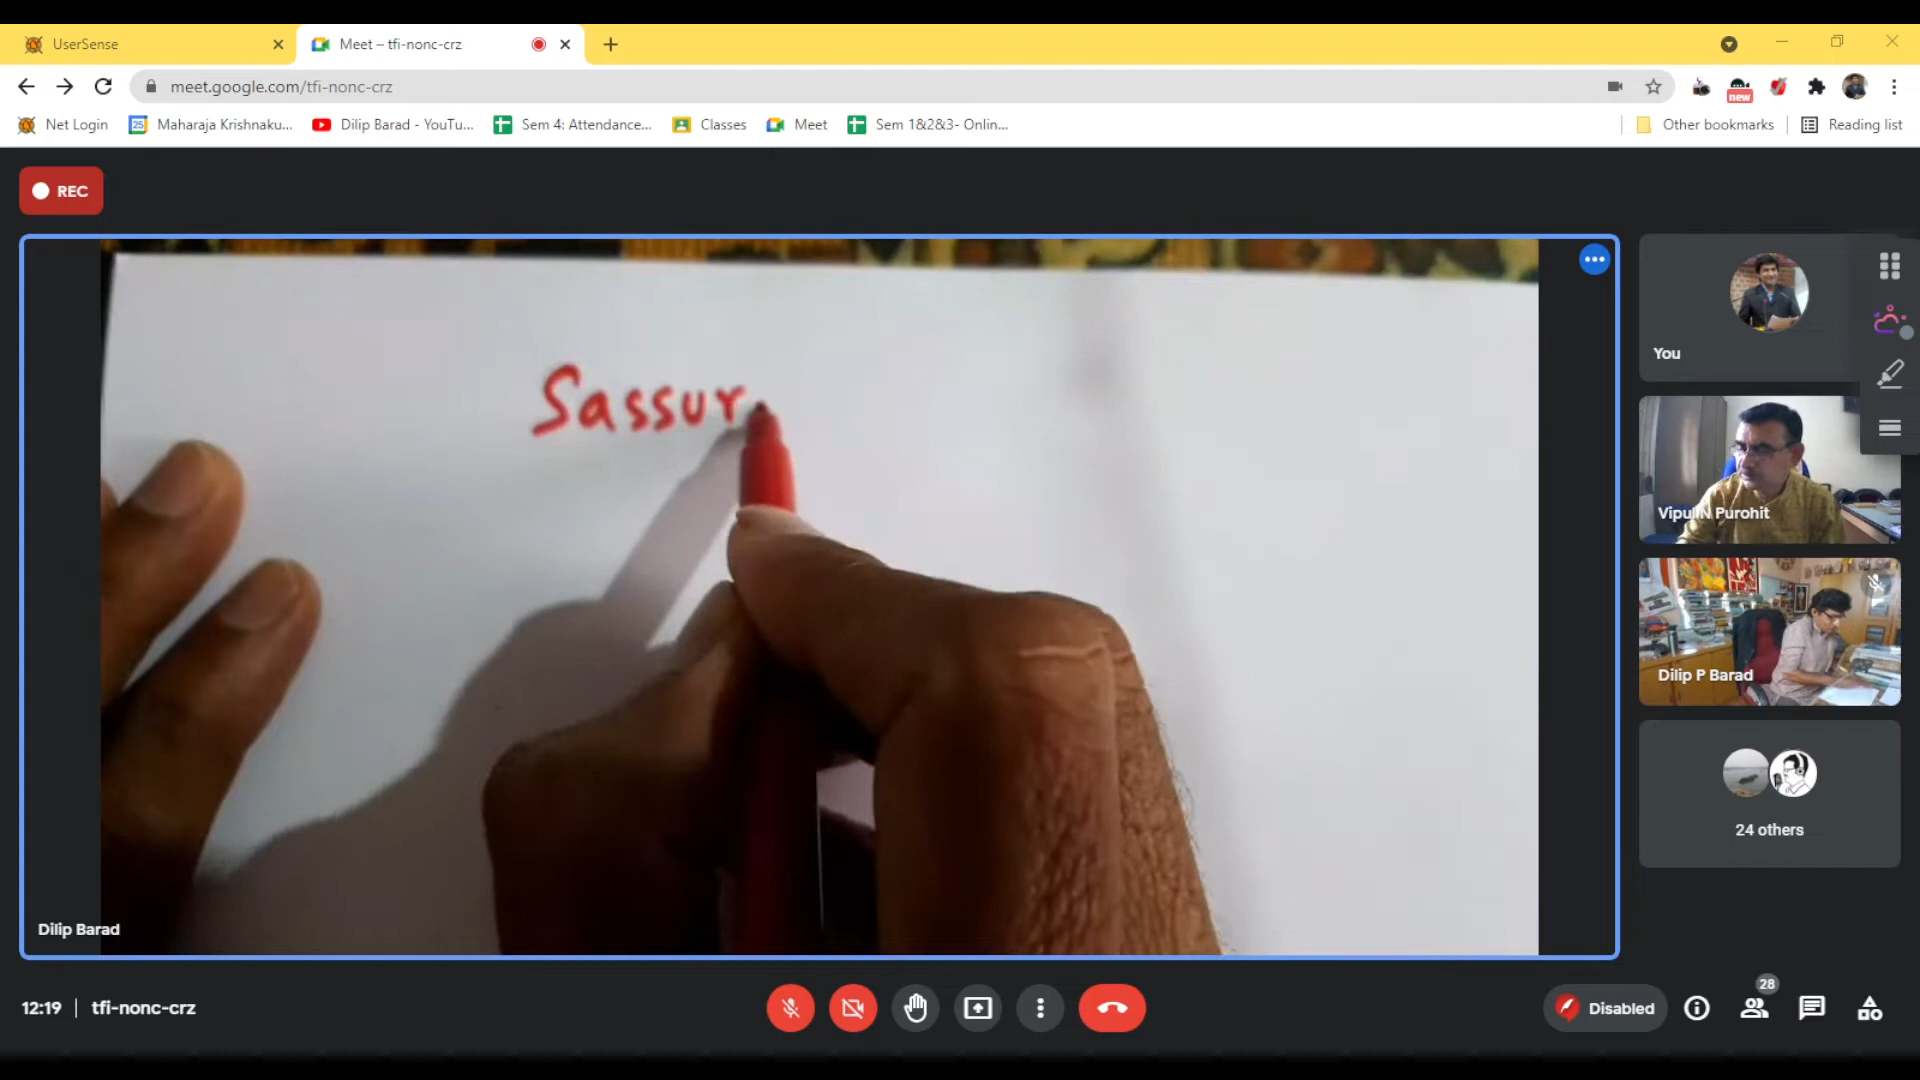 UserSense
Meet – tfi-nonc-crz
meet.google.com/tfi-nonc-crz
new
Net Login
25
Maharaja Krishnaku...
Dilip Barad - YouTu...
Sem 4: Attendance...
Classes
Meet
Sem 1&2&3- Onlin...
Other bookmarks
Reading list
REC
Sassur
You
Vipul N Purohit
Dilip P Barad
24 others
Dilip Barad
12:19 | tfi-nonc-crz
Disabled
28